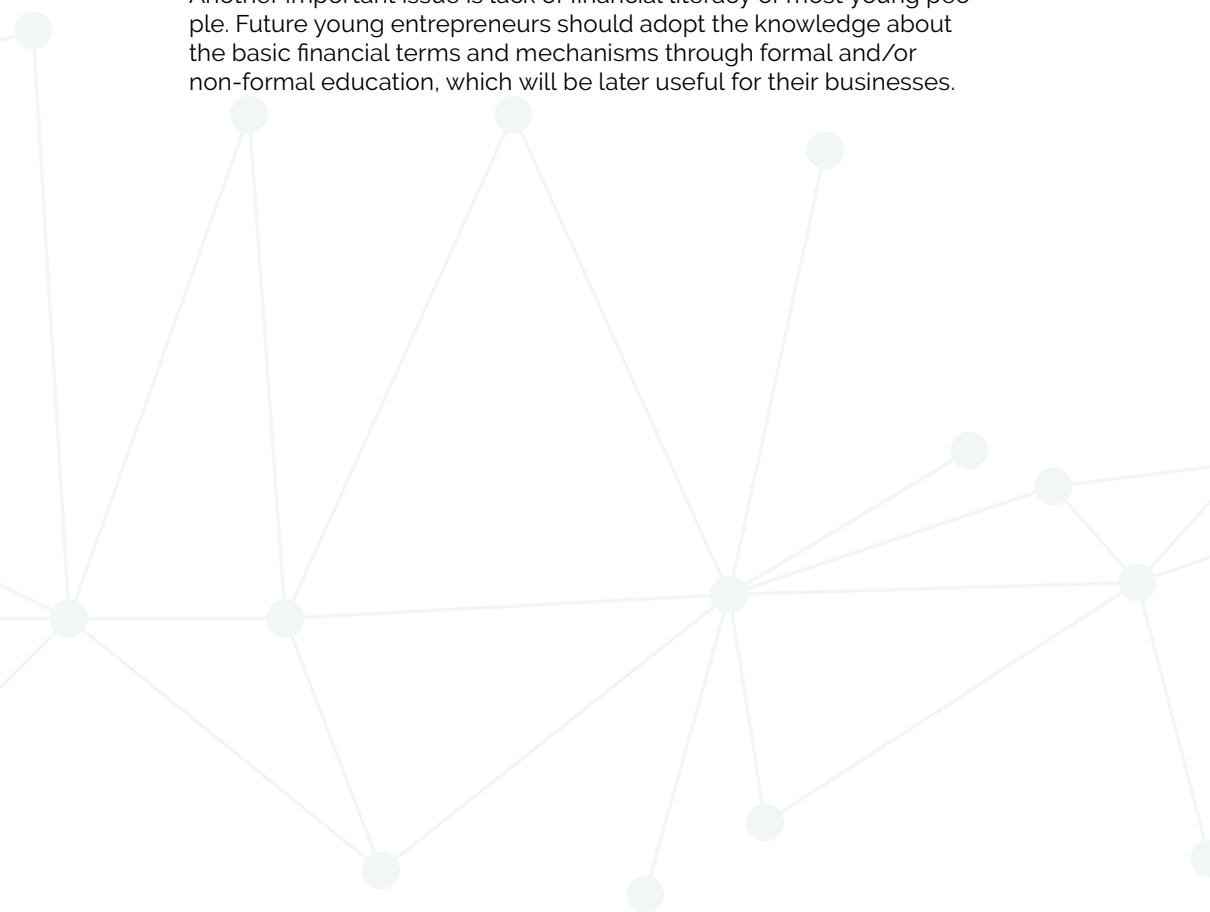 Another important issue is lack of financial literacy of most young peo-
ple. Future young entrepreneurs should adopt the knowledge about
the basic financial terms and mechanisms through formal and/or
non-formal education, which will be later useful for their businesses.